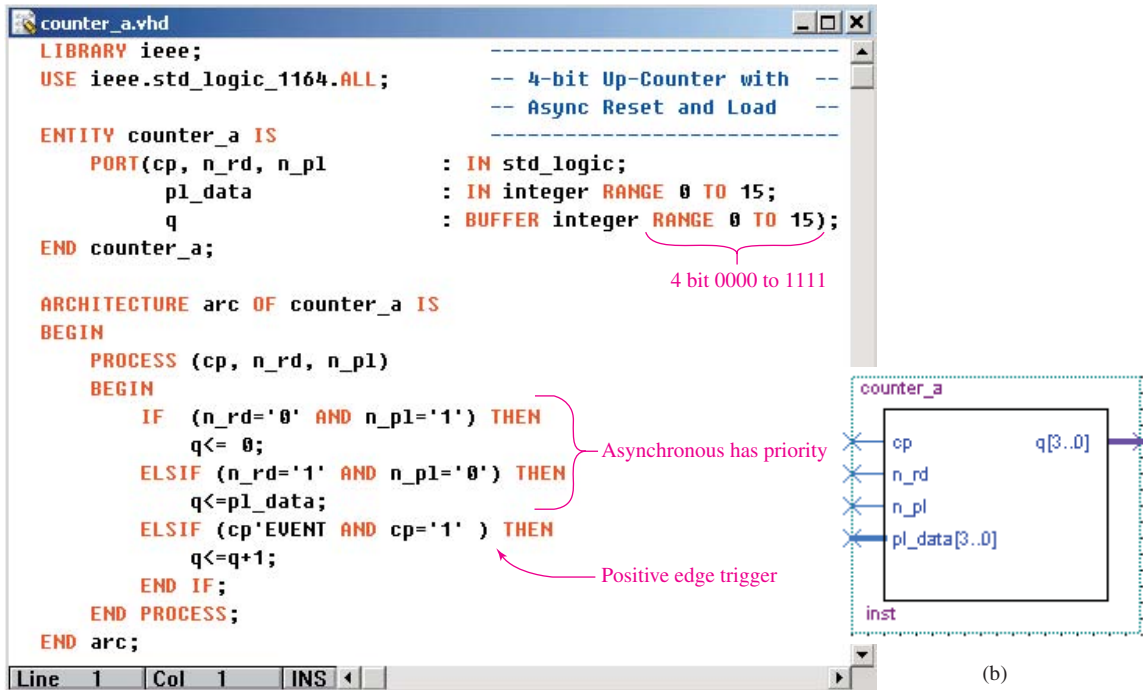 counter_a.vhd
LIBRARY ieee; ------------------------------
USE ieee.std_logic_1164.ALL; -- 4-bit Up-Counter with --
-- Async Reset and Load --
ENTITY counter_a IS ------------------------------
PORT(cp, n_rd, n_pl : IN std_logic;
pl_data : IN integer RANGE 0 TO 15;
q : BUFFER integer RANGE 0 TO 15);
END counter_a;
4 bit 0000 to 1111
ARCHITECTURE arc OF counter_a IS
BEGIN
PROCESS (cp, n_rd, n_pl)
BEGIN
IF (n_rd='0' AND n_pl='1') THEN
q<= 0;
ELSIF (n_rd='1' AND n_pl='0') THEN
q<=pl_data;
ELSIF (cp'EVENT AND cp='1' ) THEN
q<=q+1;
END IF;
END PROCESS;
END arc;
Asynchronous has priority
Positive edge trigger
Line 1 Col 1 INS
counter_a
cp q[3..0]
n_rd
n_pl
pl_data[3..0]
inst
(b)